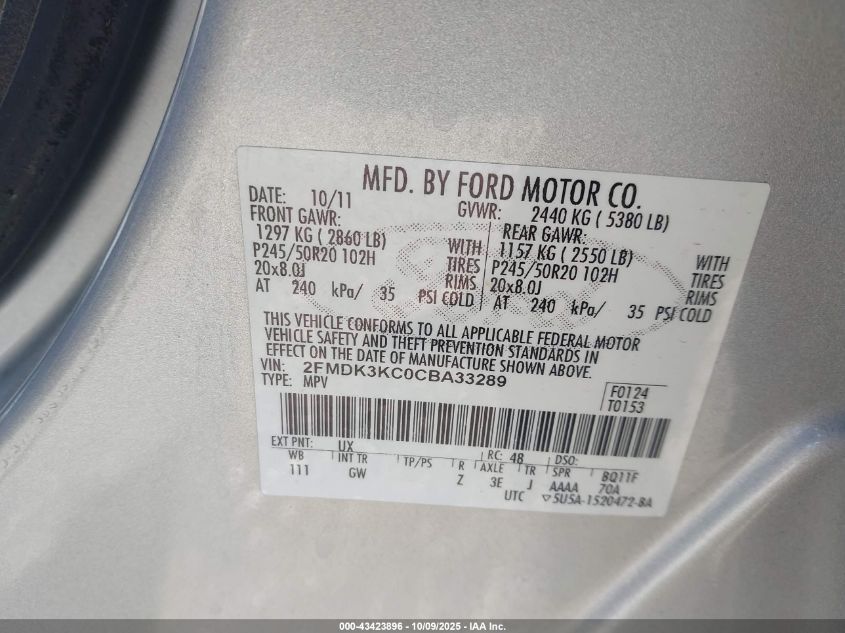 MFD. BY FORD MOTOR CO.
DATE: 10/11 GVWR: 2440 KG ( 5380 LB)
FRONT GAWR: REAR GAWR:
1297 KG ( 2860 LB) WITH 1157 KG ( 2550 LB) WITH
P245/50R20 102H TIRES P245/50R20 102H TIRES
20x8.0J RIMS 20x8.0J RIMS
AT 240 kPa/ 35 PSI COLD AT 240 kPa/ 35 PSI COLD
THIS VEHICLE CONFORMS TO ALL APPLICABLE FEDERAL MOTOR
VEHICLE SAFETY AND THEFT PREVENTION STANDARDS IN
EFFECT ON THE DATE OF MANUFACTURE SHOWN ABOVE.
VIN: 2FMDK3KC0CBA33289
TYPE: MPV
F0124
T0153
EXT PNT: UX RC: 48 DSO:
WB INT TR TP/PS R AXLE TR SPR BQ11F
111 GW Z 3E J AAAA 70A
UTC ▽5U5A-1520472-BA
000-43423896 - 10/09/2025 - IAA Inc.